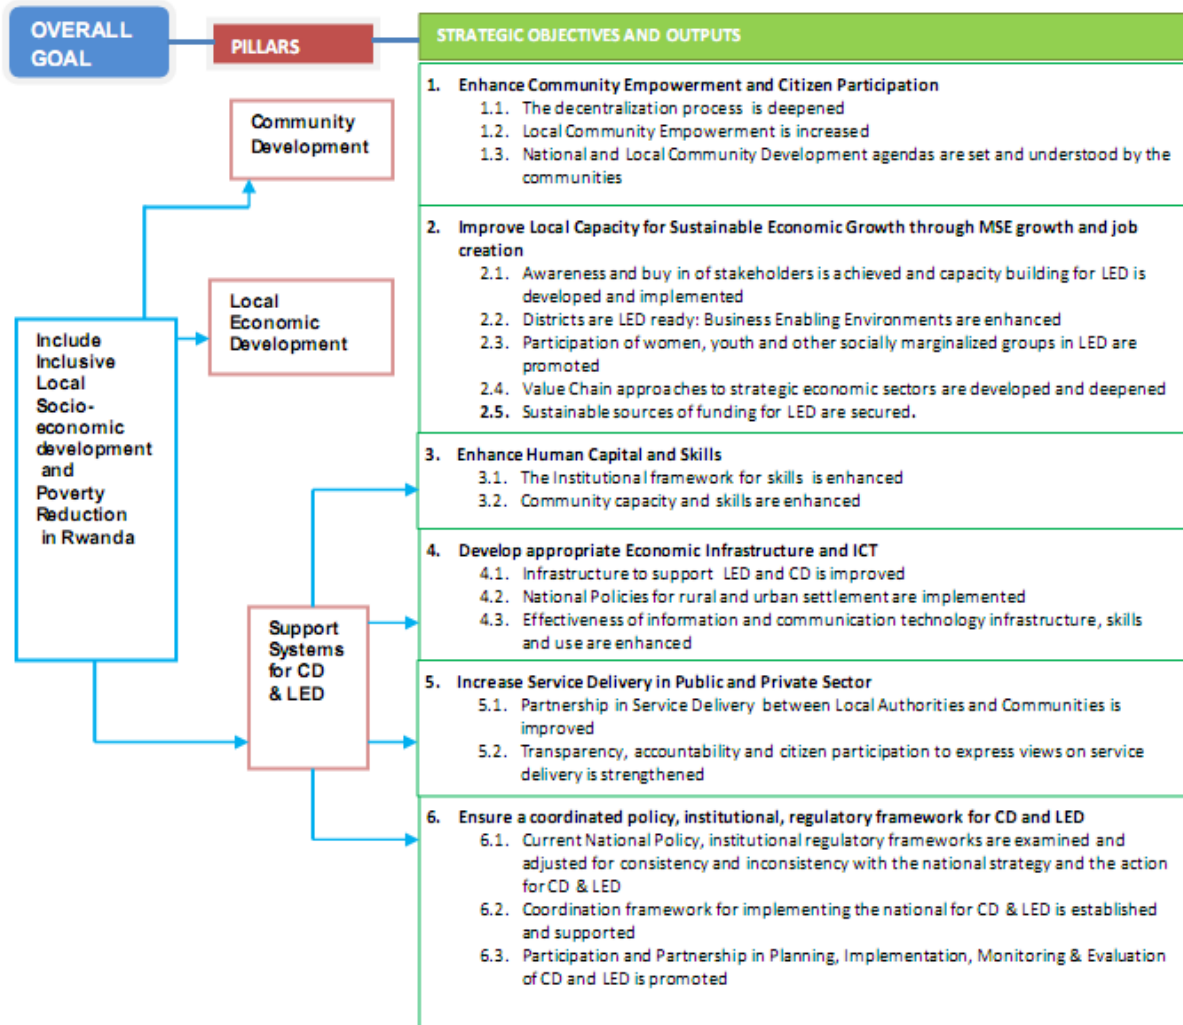 OVERALL
GOAL
PILLARS
STRATEGIC OBJECTIVES AND OUTPUTS
Include
Inclusive
Local
Socio-
economic
development
and
Poverty
Reduction
in Rwanda
Community
Development
Local
Economic
Development
Support
Systems
for CD
& LED
1. Enhance Community Empowerment and Citizen Participation
1.1. The decentralization process is deepened
1.2. Local Community Empowerment is increased
1.3. National and Local Community Development agendas are set and understood by the
communities
2. Improve Local Capacity for Sustainable Economic Growth through MSE growth and job
creation
2.1. Awareness and buy in of stakeholders is achieved and capacity building for LED is
developed and implemented
2.2. Districts are LED ready: Business Enabling Environments are enhanced
2.3. Participation of women, youth and other socially marginalized groups in LED are
promoted
2.4. Value Chain approaches to strategic economic sectors are developed and deepened
2.5. Sustainable sources of funding for LED are secured.
3. Enhance Human Capital and Skills
3.1. The Institutional framework for skills is enhanced
3.2. Community capacity and skills are enhanced
4. Develop appropriate Economic Infrastructure and ICT
4.1. Infrastructure to support LED and CD is improved
4.2. National Policies for rural and urban settlement are implemented
4.3. Effectiveness of information and communication technology infrastructure, skills
and use are enhanced
5. Increase Service Delivery in Public and Private Sector
5.1. Partnership in Service Delivery between Local Authorities and Communities is
improved
5.2. Transparency, accountability and citizen participation to express views on service
delivery is strengthened
6. Ensure a coordinated policy, institutional, regulatory framework for CD and LED
6.1. Current National Policy, institutional regulatory frameworks are examined and
adjusted for consistency and inconsistency with the national strategy and the action
for CD & LED
6.2. Coordination framework for implementing the national for CD & LED is established
and supported
6.3. Participation and Partnership in Planning, Implementation, Monitoring & Evaluation
of CD and LED is promoted